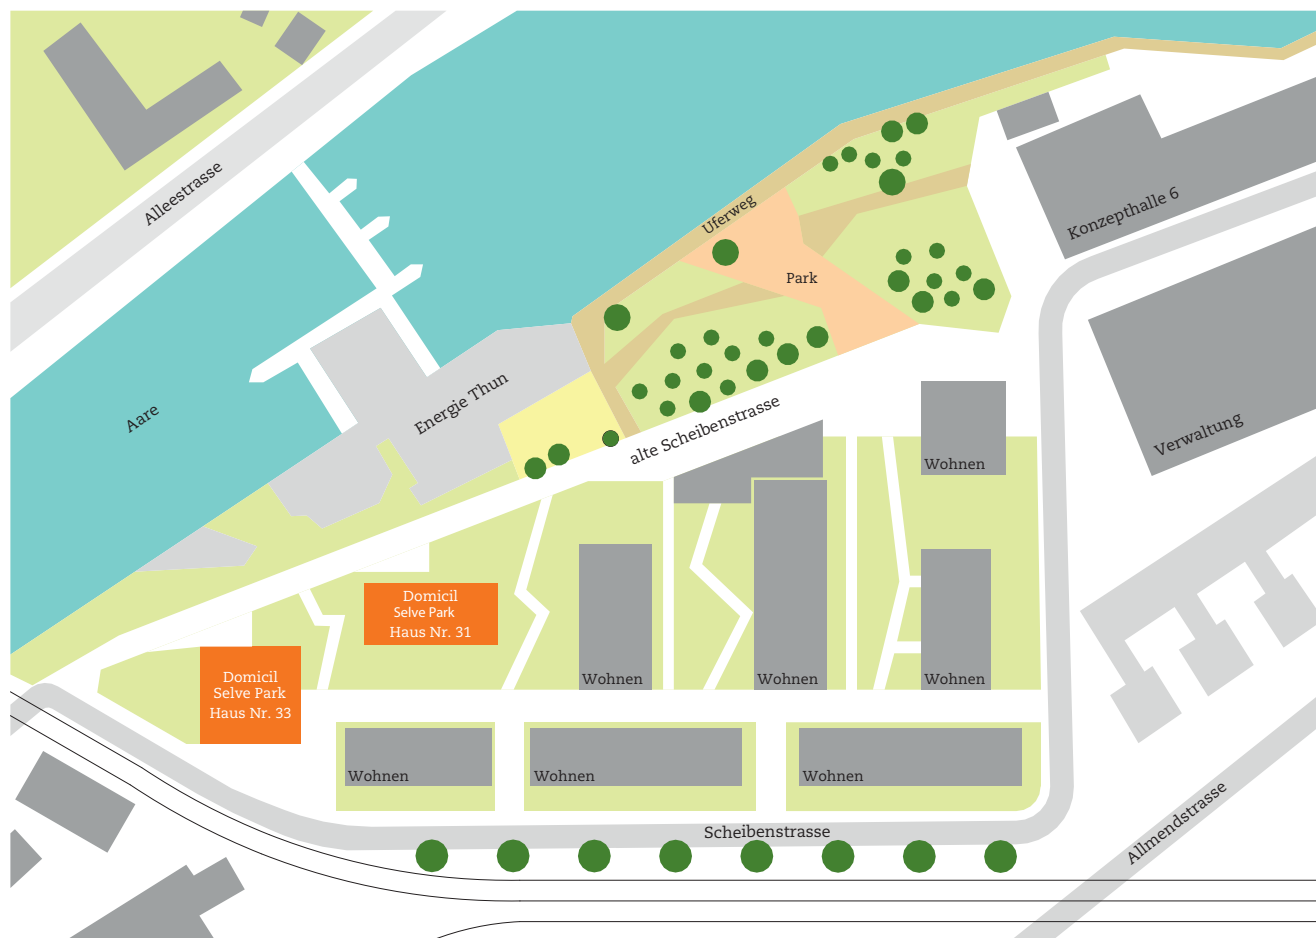 Alleestrasse
Uferweg
Konzepthalle 6
Park
Aare
Energie Thun
alte Scheibenstrasse
Verwaltung
Wohnen
Domicil
Selve Park
Haus Nr. 31
Domicil
Selve Park
Haus Nr. 33
Wohnen
Wohnen
Wohnen
Wohnen
Wohnen
Wohnen
Scheibenstrasse
Allmendstrasse